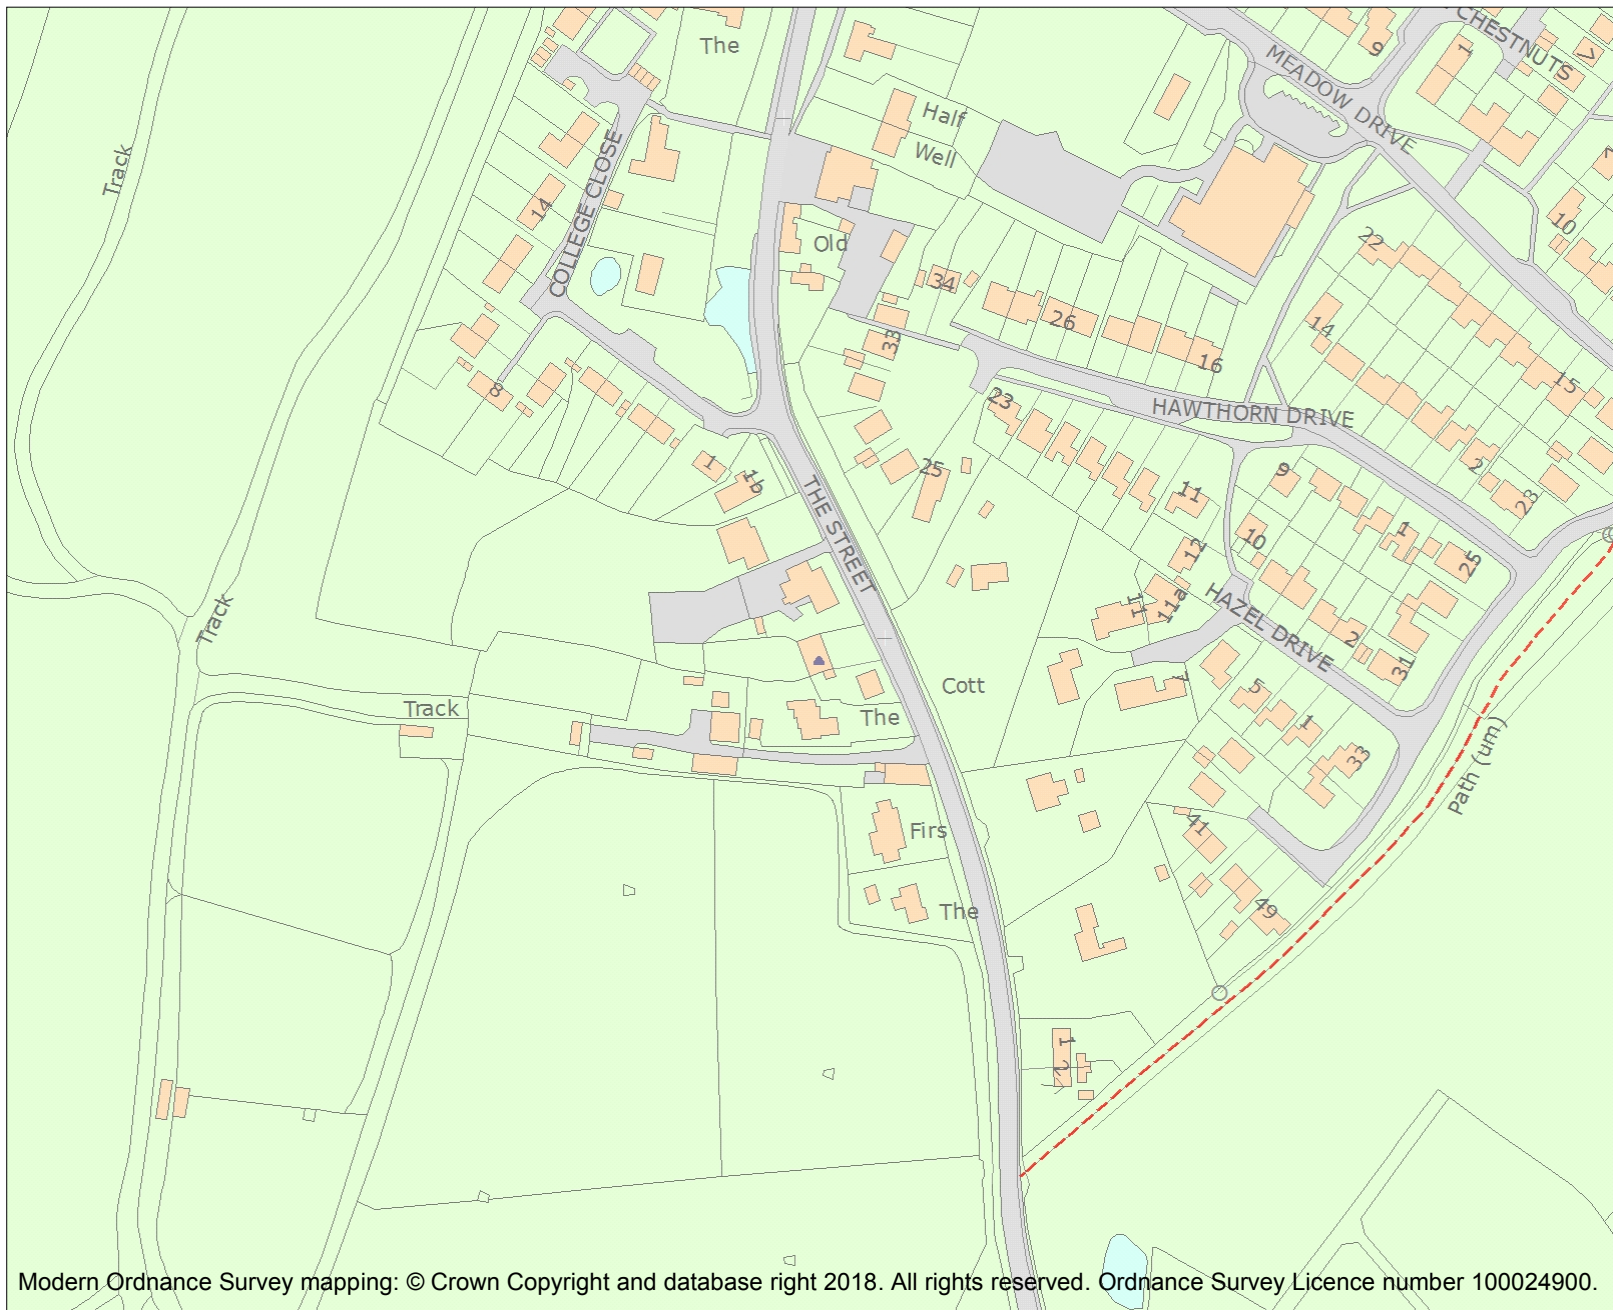 The
CHESTNUTS
9
1
7
MEADOW DRIVE
Half
Well
Track
COLLEGE CLOSE
14
10
22
Old
34
26
33
16
14
15
8
23
HAWTHORN DRIVE
25
1
1b
THE STREET
2
23
9
11
10
12
1
25
11
11a
HAZEL DRIVE
2
31
Track
Cott
7
5
1
33
Track
The
Path (um)
Firs
41
The
49
1
2
Modern Ordnance Survey mapping: © Crown Copyright and database right 2018. All rights reserved. Ordnance Survey Licence number 100024900.